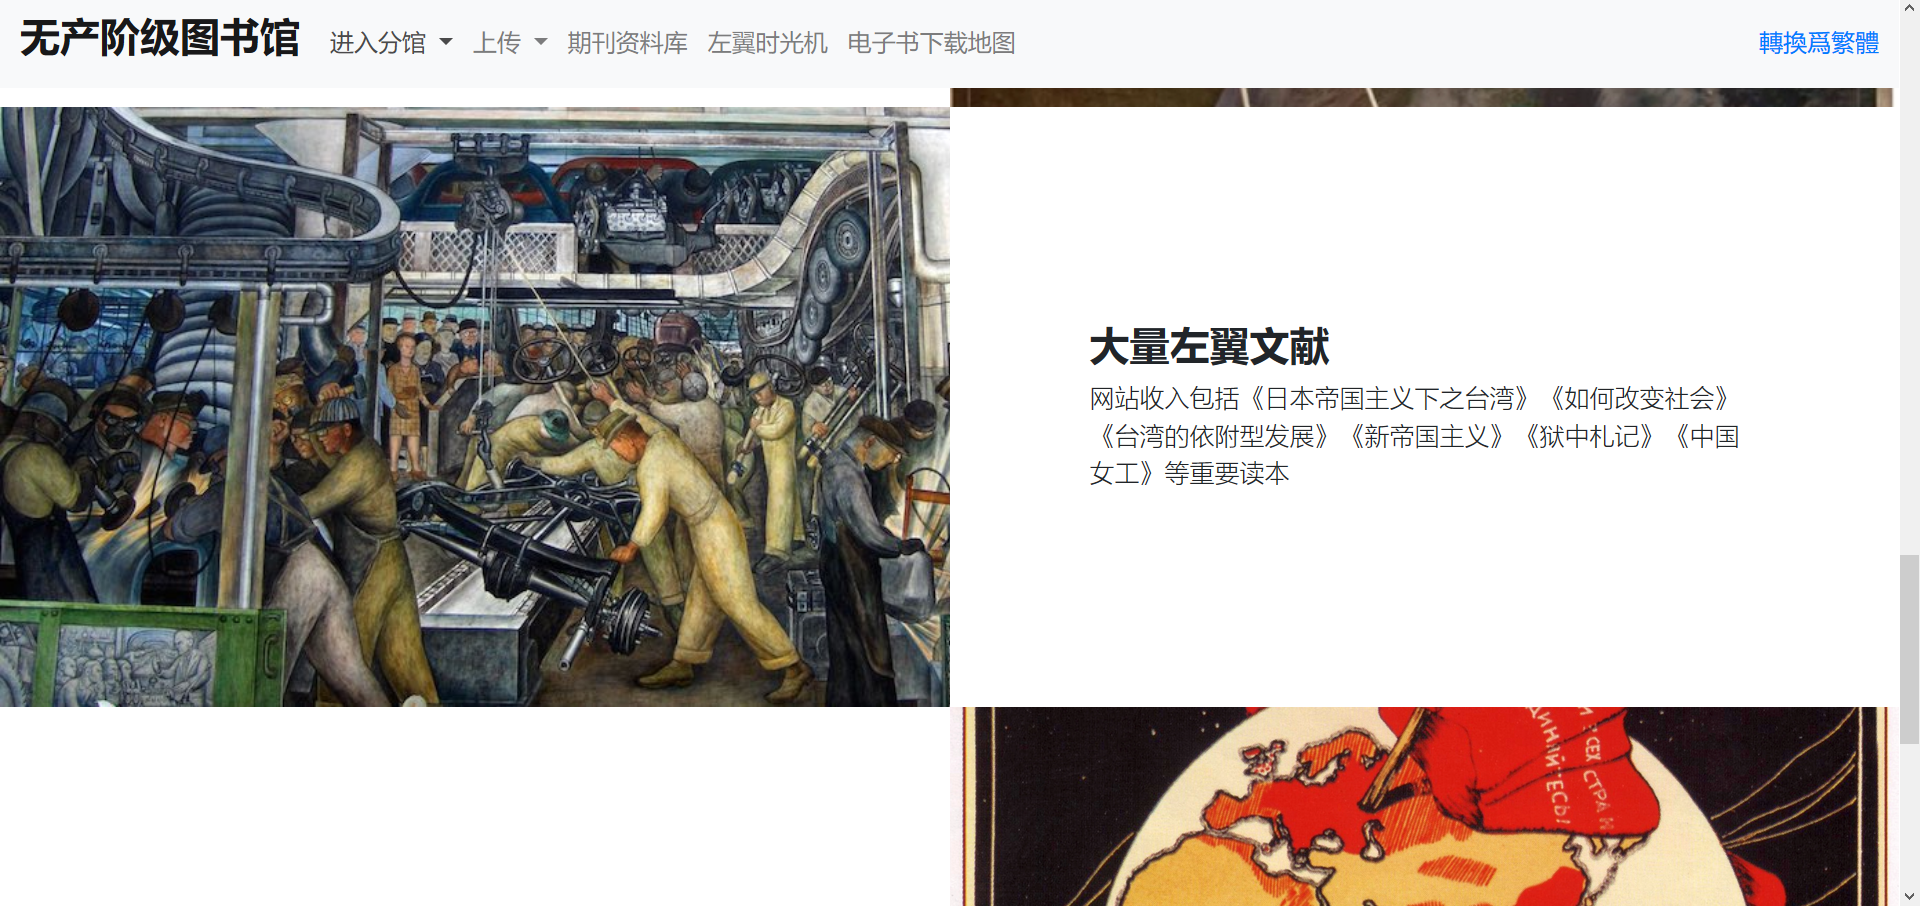 无产阶级图书馆 进入分馆 上传 期刊资料库 左翼时光机 电子书下载地图 轉換爲繁體
大量左翼文献
网站收入包括《日本帝国主义下之台湾》《如何改变社会》
《台湾的依附型发展》《新帝国主义》《狱中札记》《中国
女工》等重要读本
СЕХ СТРА
ДИНЯЙТЕСЬ!